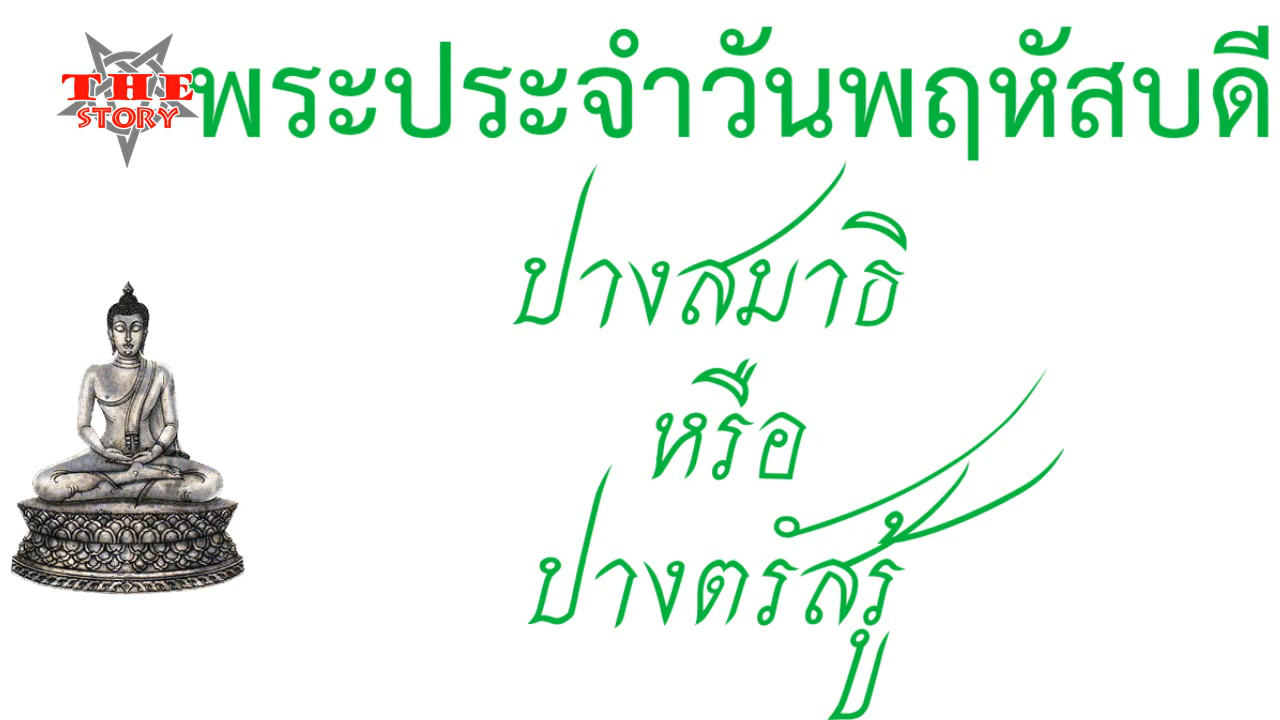 THE
STORY
พระประจำวันพฤหัสบดี
ปางสมาธิ
หรือ
ปางตรัสรู้